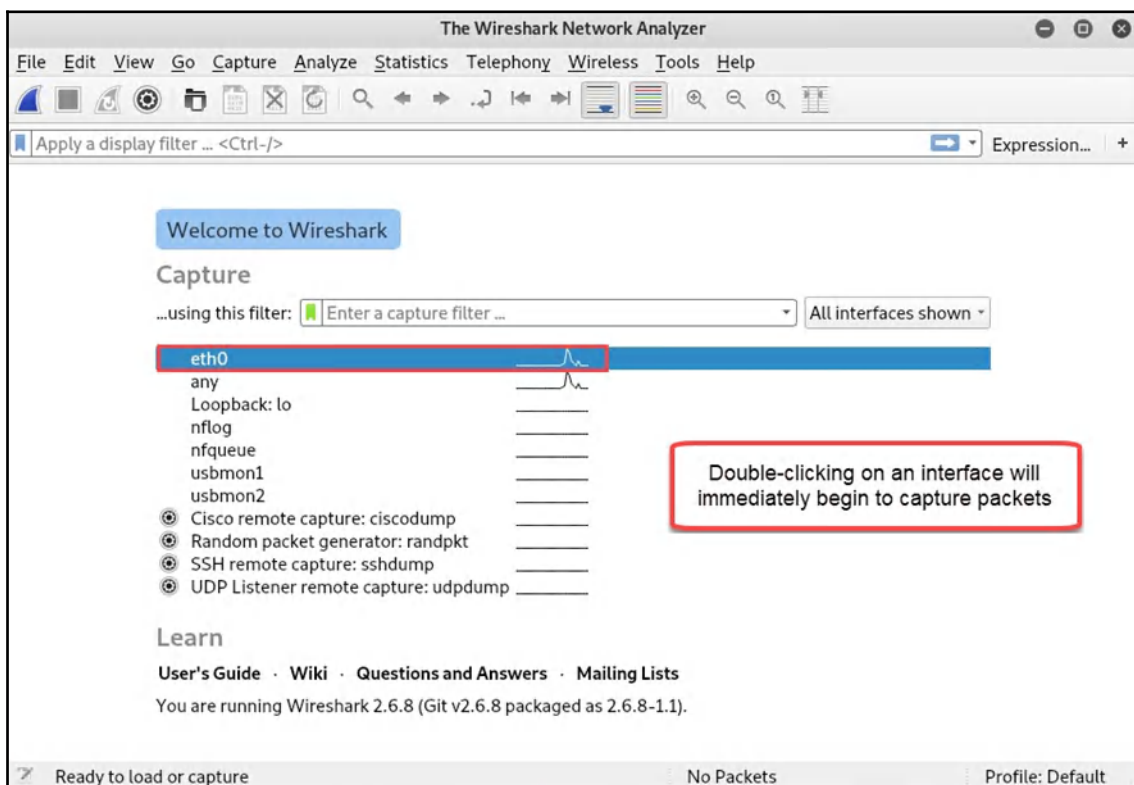 The Wireshark Network Analyzer
File Edit View Go Capture Analyze Statistics Telephony Wireless Tools Help
Apply a display filter ... <Ctrl-/>
Expression... +
Welcome to Wireshark
Capture
...using this filter: Enter a capture filter ... All interfaces shown
eth0
any
Loopback: lo
nflog
nfqueue
usbmon1
usbmon2
Cisco remote capture: ciscodump
Random packet generator: randpkt
SSH remote capture: sshdump
UDP Listener remote capture: udpdump
Double-clicking on an interface will
immediately begin to capture packets
Learn
User's Guide · Wiki · Questions and Answers · Mailing Lists
You are running Wireshark 2.6.8 (Git v2.6.8 packaged as 2.6.8-1.1).
Ready to load or capture No Packets Profile: Default